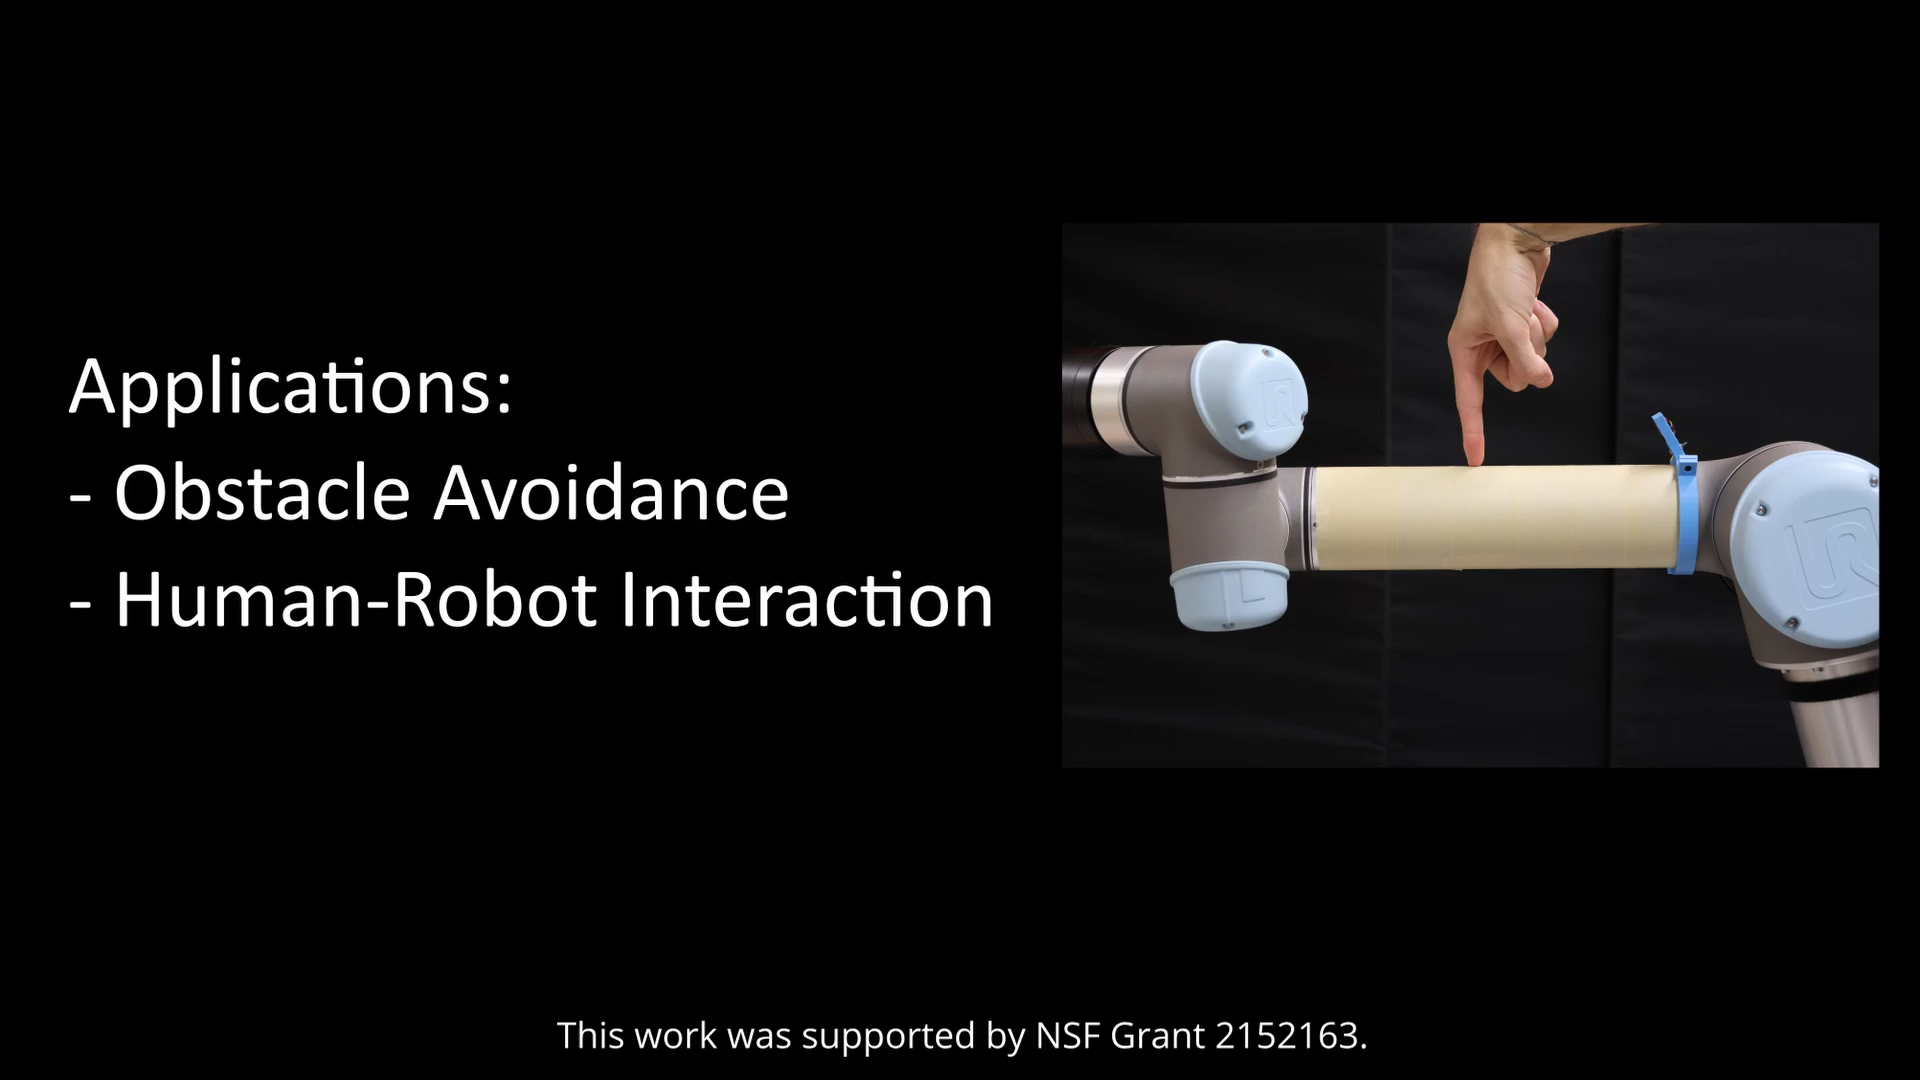 Applications:
- Obstacle Avoidance
- Human-Robot Interaction
This work was supported by NSF Grant 2152163.